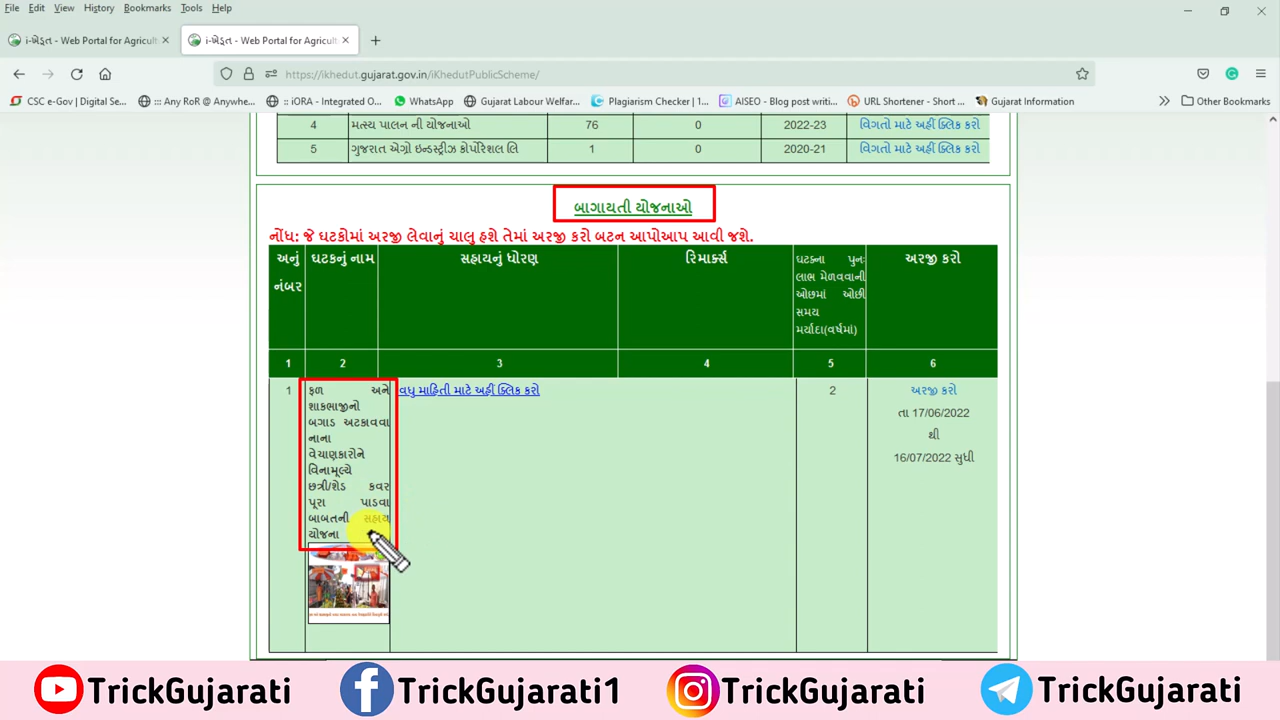 File Edit View History Bookmarks Tools Help
i-ખેડૂત - Web Portal for Agricult
i-ખેડૂત - Web Portal for Agricult
https://ikhedut.gujarat.gov.in/iKhedutPublicScheme/
CSC e-Gov | Digital Se... ::: Any RoR @ Anywhe... :: iORA - Integrated O... WhatsApp Gujarat Labour Welfar... Plagiarism Checker | 1... AISEO - Blog post writi... URL Shortener - Short ... Gujarat Information Other Bookmarks
4 મત્સ્ય પાલન ની યોજનાઓ 76 0 2022-23 વિગતો માટે અહીં ક્લિક કરો
5 ગુજરાત એગ્રો ઇન્ડસ્ટ્રીઝ કોર્પોરેશલ લિ 1 0 2020-21 વિગતો માટે અહીં ક્લિક કરો
બાગાયતી યોજનાઓ
નોંધ: જે ઘટકોમાં અરજી લેવાનું ચાલુ હશે તેમાં અરજી કરો બટન આપોઆપ આવી જશે.
અનું
નંબર
ઘટકનું નામ
સહાયનું ધોરણ
રિમાર્ક્સ
ઘટકના પુનઃ
લાભ મેળવવાની
ઓછમાં ઓછી
સમય
મર્યાદા(વર્ષમાં)
અરજી કરો
1 2 3 4 5 6
1
ફળ અને
શાકભાજીનો
બગાડ અટકાવવા
નાના
વેચાણકારોને
વિનામૂલ્યે
છત્રી/શેડ કવર
પૂરા પાડવા
બાબતની સહાય
યોજના
વધુ માહિતી માટે અહીં ક્લિક કરો
2
અરજી કરો
તા 17/06/2022
થી
16/07/2022 સુધી
TrickGujarati TrickGujarati1 TrickGujarati TrickGujarati